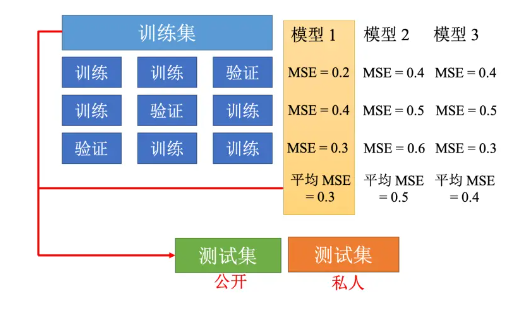 训练集 模型 1 模型 2 模型 3
训练 训练 验证 MSE = 0.2 MSE = 0.4 MSE = 0.4
训练 验证 训练 MSE = 0.4 MSE = 0.5 MSE = 0.5
验证 训练 训练 MSE = 0.3 MSE = 0.6 MSE = 0.3
平均 MSE 平均 MSE 平均 MSE
= 0.3 = 0.5 = 0.4
测试集 测试集
公开 私人